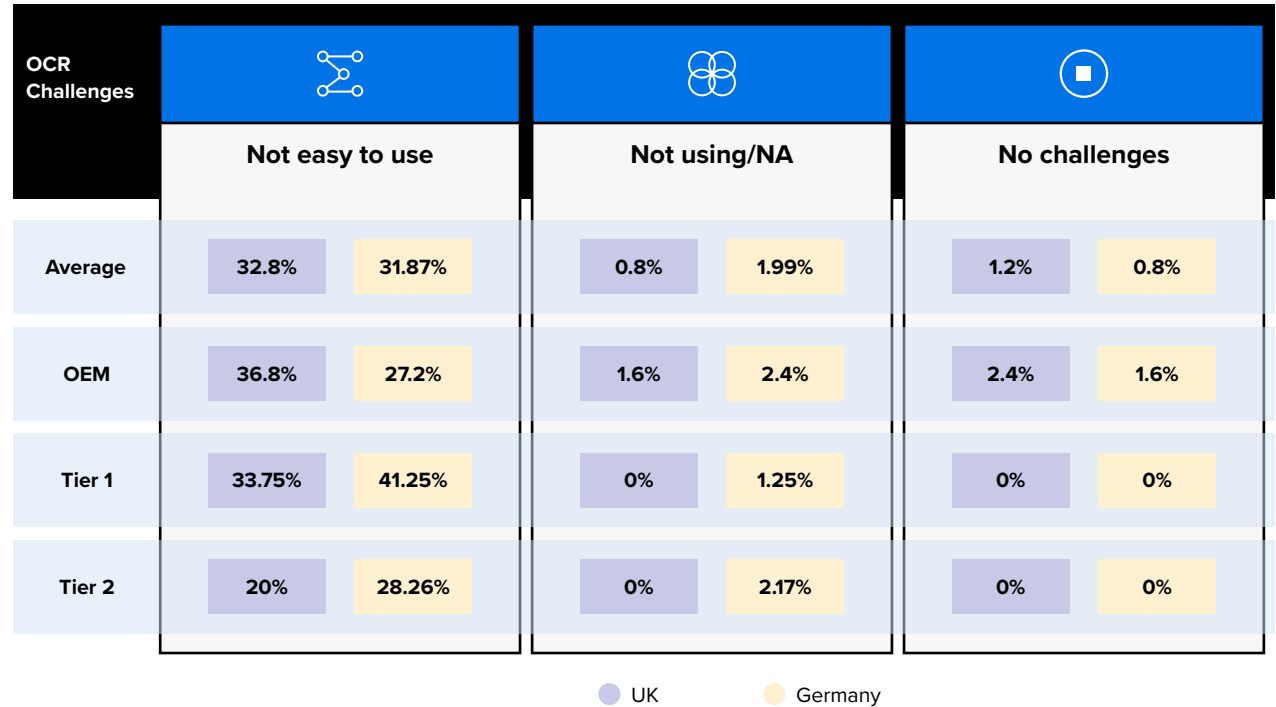 OCR
Challenges
Not easy to use
Not using/NA
No challenges
Average
32.8%
31.87%
0.8%
1.99%
1.2%
0.8%
OEM
36.8%
27.2%
1.6%
2.4%
2.4%
1.6%
Tier 1
33.75%
41.25%
0%
1.25%
0%
0%
Tier 2
20%
28.26%
0%
2.17%
0%
0%
UK
Germany